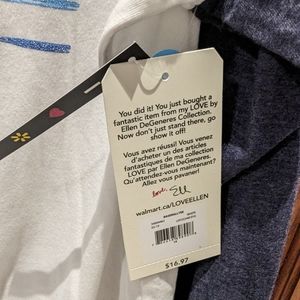 You did it! You just bought a
fantastic item from my LOVE by
Ellen DeGeneres Collection.
Now don't just stand there, go
show it off!
Vous avez réussi! Vous venez
d'acheter un des articles
fantastiques de ma collection
LOVE par Ellen DeGeneres.
Qu'attendez-vous maintenant?
Allez vous pavaner!
love,
walmart.ca/LOVEELLEN
$16.97